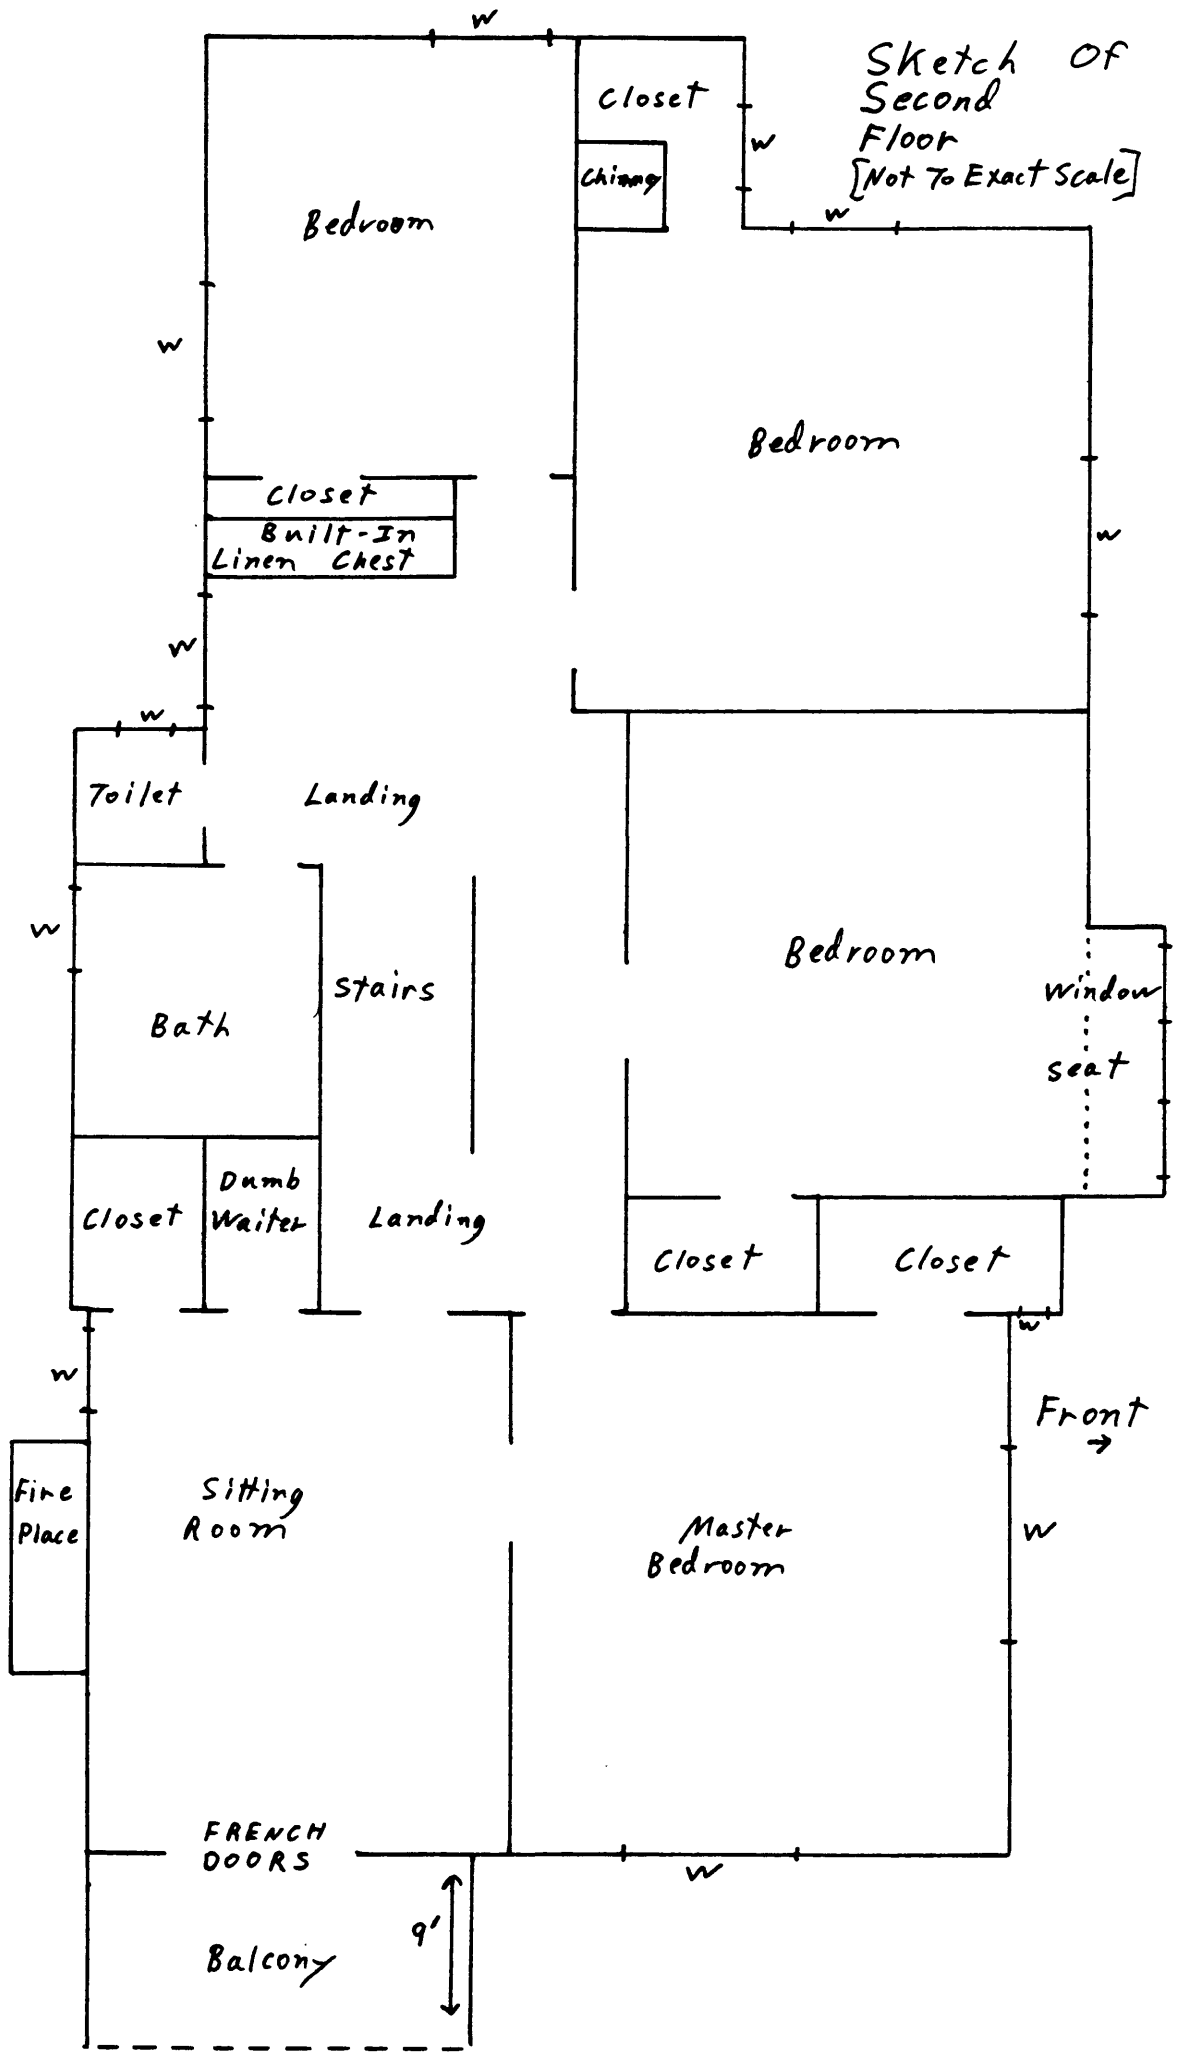 w
Sketch Of
Second
Floor
[Not To Exact Scale]
Closet
w
Chimny
w
Bedroom
w
Bedroom
Closet
Built-In
Linen Chest
w
w
w
Toilet
Landing
w
Bedroom
Stairs
Window
seat
Bath
Dumb
Waiter
Closet
Landing
Closet
Closet
w
w
Front
Fire
Place
Sitting
Room
Master
Bedroom
w
FRENCH
DOORS
w
9'
Balcony